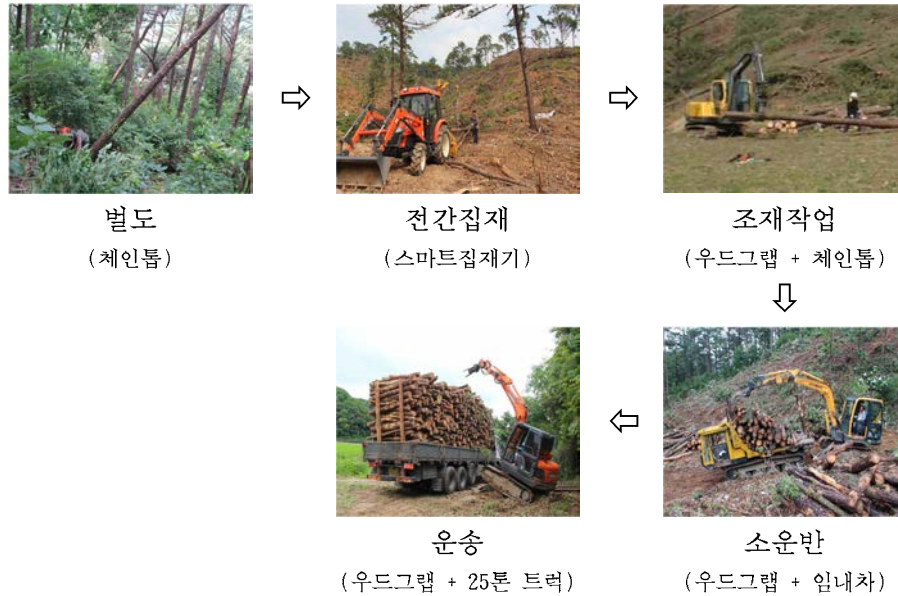 벌도
(체인톱)
전간집재
(스마트집재기)
조재작업
(우드그랩 + 체인톱)
소운반
(우드그랩 + 임내차)
운송
(우드그랩 + 25톤 트럭)